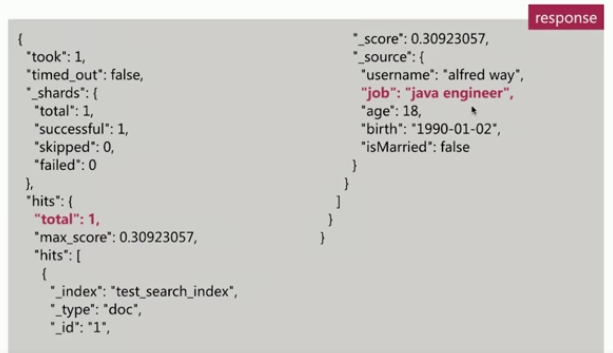 response
{
"took": 1,
"timed_out": false,
"_shards": {
"total": 1,
"successful": 1,
"skipped": 0,
"failed": 0
},
"hits": {
"total": 1,
"max_score": 0.30923057,
"hits": [
{
"_index": "test_search_index",
"_type": "doc",
"_id": "1",
"_score": 0.30923057,
"_source": {
"username": "alfred way",
"job": "java engineer",
"age": 18,
"birth": "1990-01-02",
"isMarried": false
}
}
]
}
}